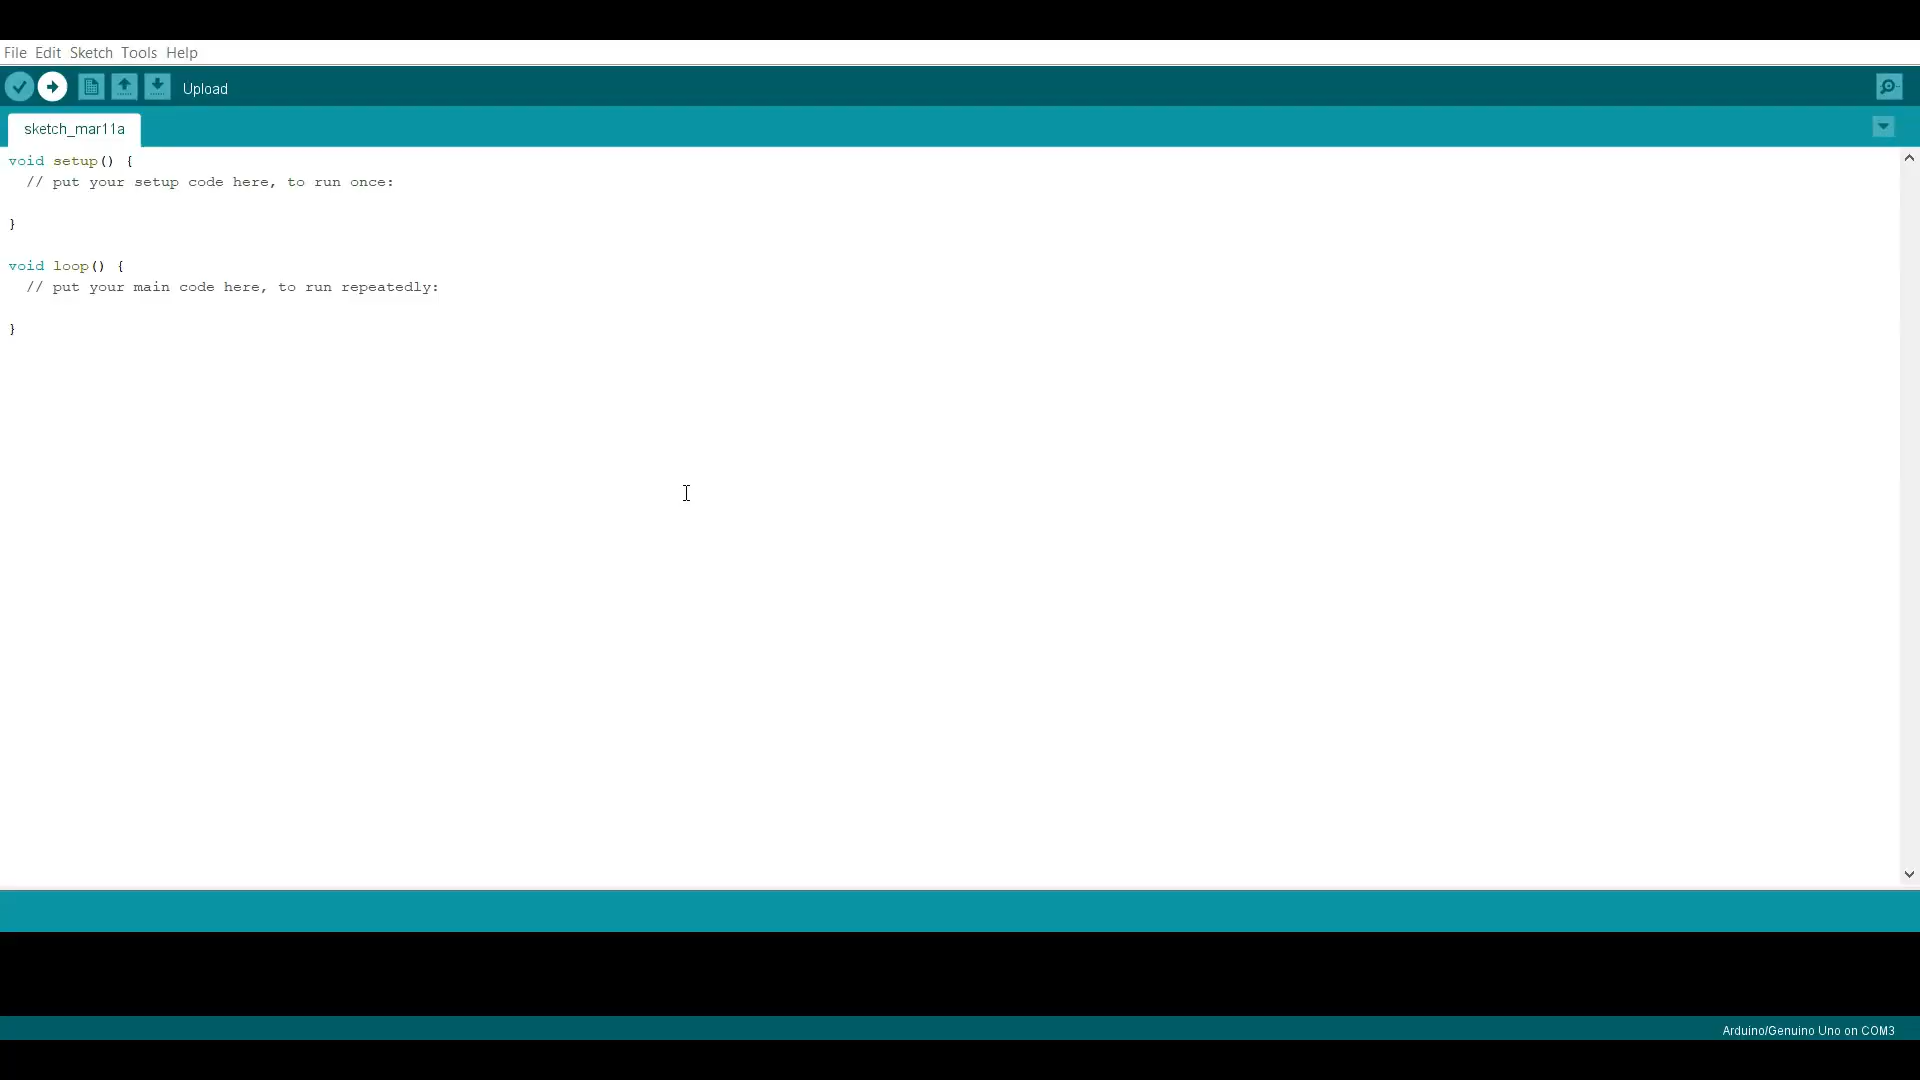 File Edit Sketch Tools Help
Upload
sketch_mar11a
void setup() {
  // put your setup code here, to run once:
}
void loop() {
  // put your main code here, to run repeatedly:
}
Arduino/Genuino Uno on COM3